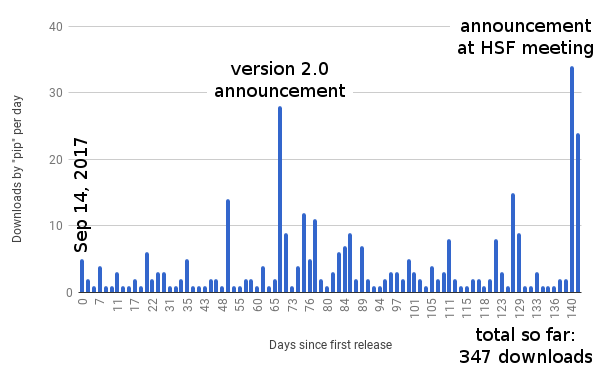 announcement
at HSF meeting
version 2.0
announcement
Sep 14, 2017
Downloads by "pip" per day
40
30
20
10
0
0 7 11 17 22 31 35 43 48 55 60 65 73 76 80 84 89 94 97 101 105 111 115 118 123 129 133 136 140
Days since first release
total so far:
347 downloads